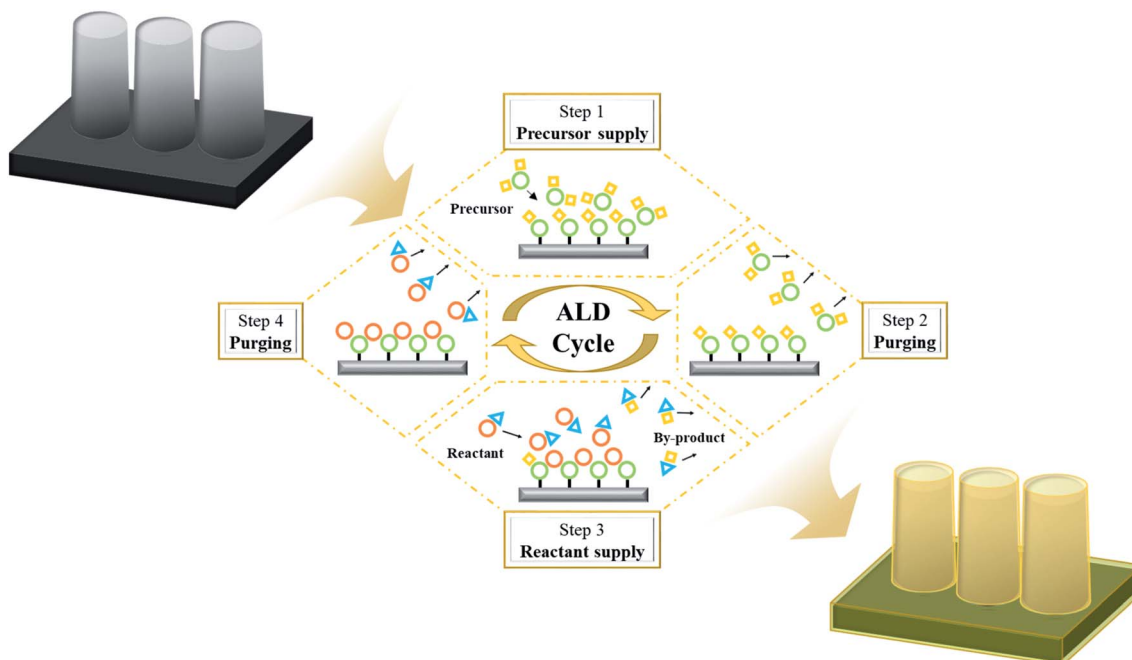 Step 1
Precursor supply
Precursor
Step 4
Purging
ALD
Cycle
Step 2
Purging
Reactant
By-product
Step 3
Reactant supply